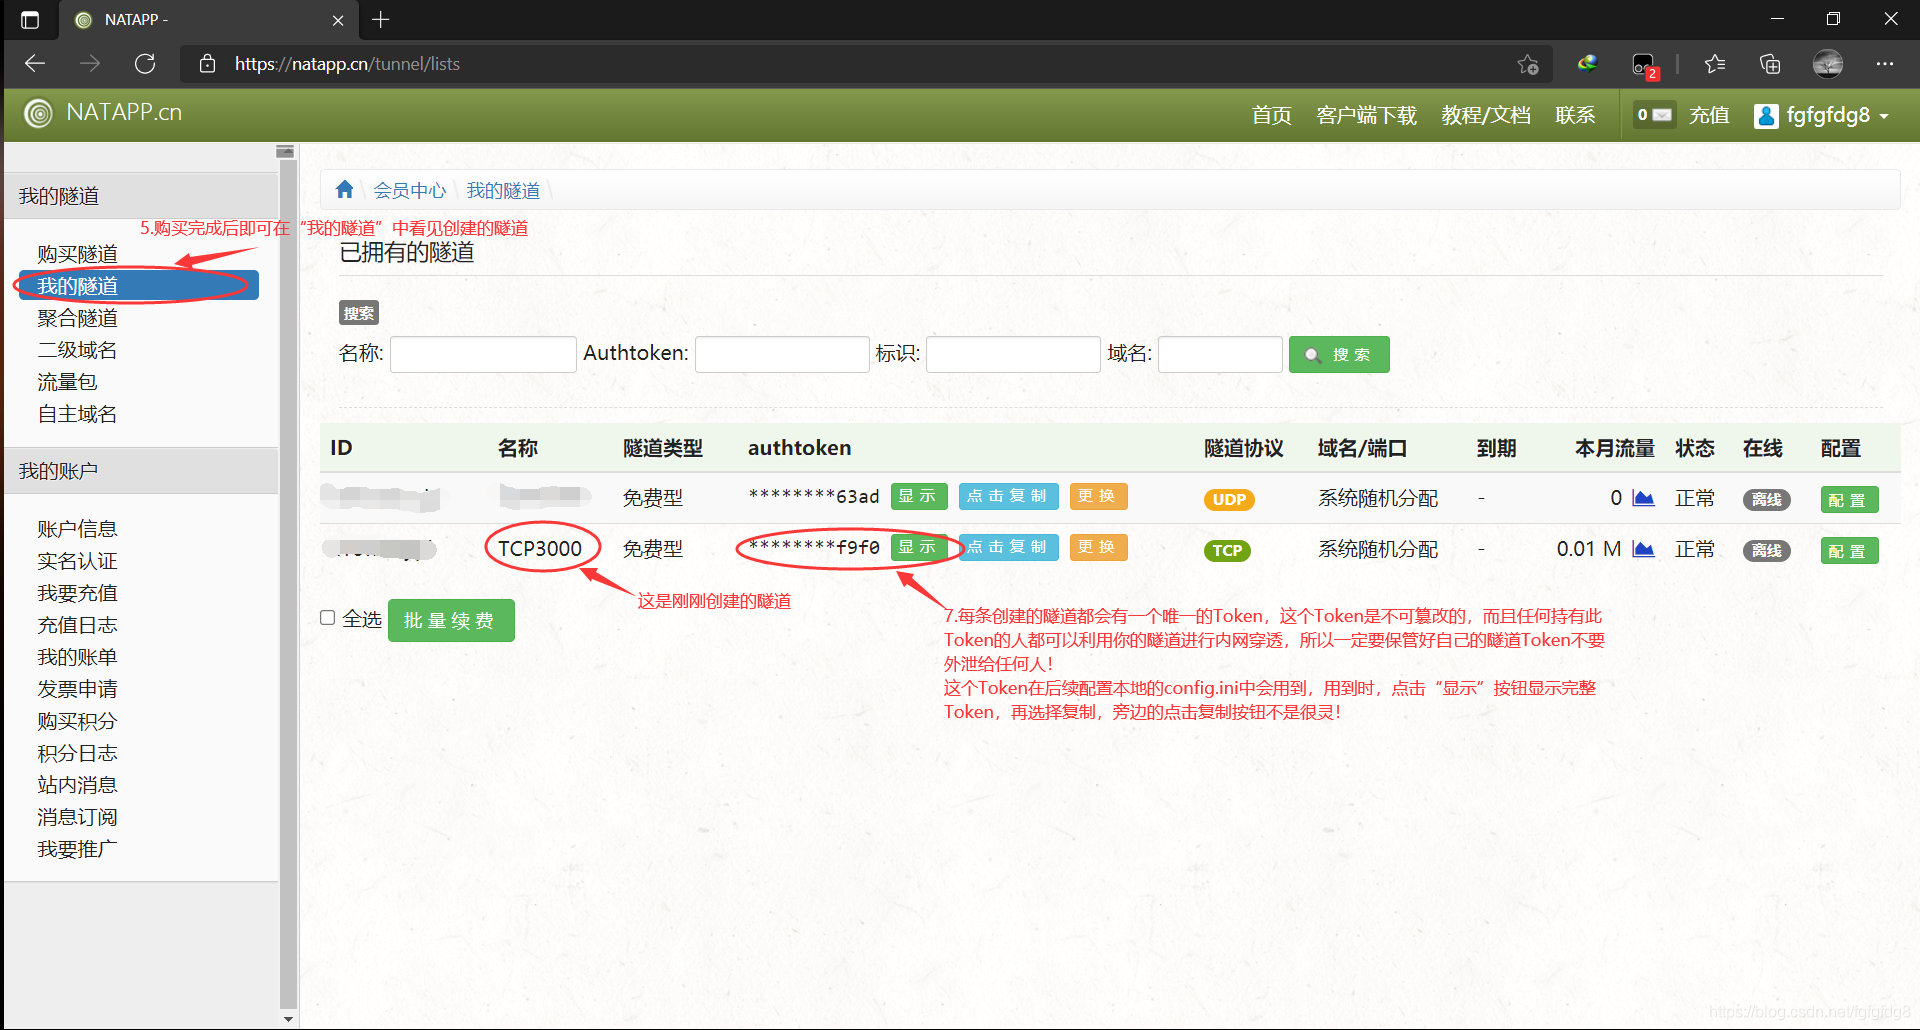 NATAPP -
https://natapp.cn/tunnel/lists
2
NATAPP.cn
首页 客户端下载 教程/文档 联系 0 充值 fgfgfdg8
我的隧道
购买隧道
我的隧道
聚合隧道
二级域名
流量包
自主域名
我的账户
账户信息
实名认证
我要充值
充值日志
我的账单
发票申请
购买积分
积分日志
站内消息
消息订阅
我要推广
会员中心 我的隧道
5.购买完成后即可在“我的隧道”中看见创建的隧道
已拥有的隧道
搜索
名称: Authtoken: 标识: 域名: 搜 索
ID 名称 隧道类型 authtoken 隧道协议 域名/端口 到期 本月流量 状态 在线 配置
免费型 ********63ad 显示 点击复制 更换 UDP 系统随机分配 - 0 正常 离线 配置
TCP3000 免费型 ********f9f0 显示 点击复制 更换 TCP 系统随机分配 - 0.01 M 正常 离线 配置
这是刚刚创建的隧道
全选 批量续费
7.每条创建的隧道都会有一个唯一的Token，这个Token是不可篡改的，而且任何持有此
Token的人都可以利用你的隧道进行内网穿透，所以一定要保管好自己的隧道Token不要
外泄给任何人！
这个Token在后续配置本地的config.ini中会用到，用到时，点击“显示”按钮显示完整
Token，再选择复制，旁边的点击复制按钮不是很灵！
https://blog.csdn.net/fgfgfdg8